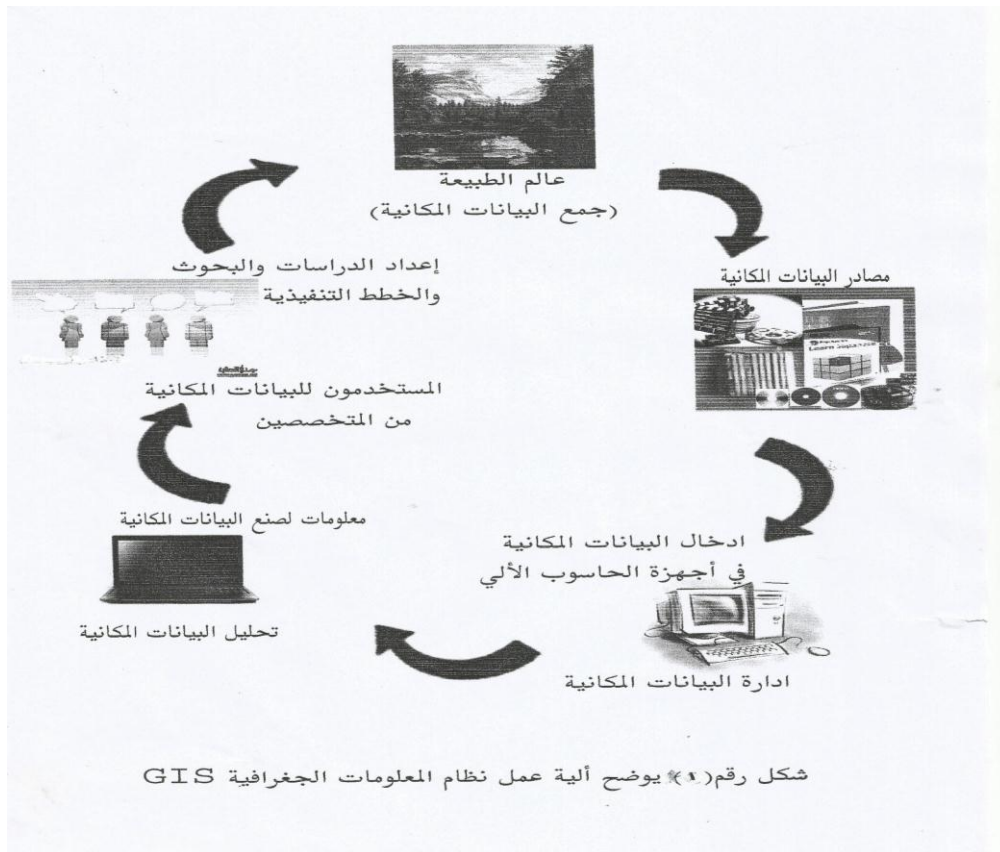 عالم الطبيعة
(جمع البيانات المكانية)
مصادر البيانات المكانية
Learn
ادخال البيانات المكانية
في أجهزة الحاسوب الألي
ادارة البيانات المكانية
معلومات لصنع البيانات المكانية
تحليل البيانات المكانية
المستخدمون للبيانات المكانية
من المتخصصين
إعداد الدراسات والبحوث
والخطط التنفيذية
شكل رقم(١) يوضح ألية عمل نظام المعلومات الجغرافية GIS